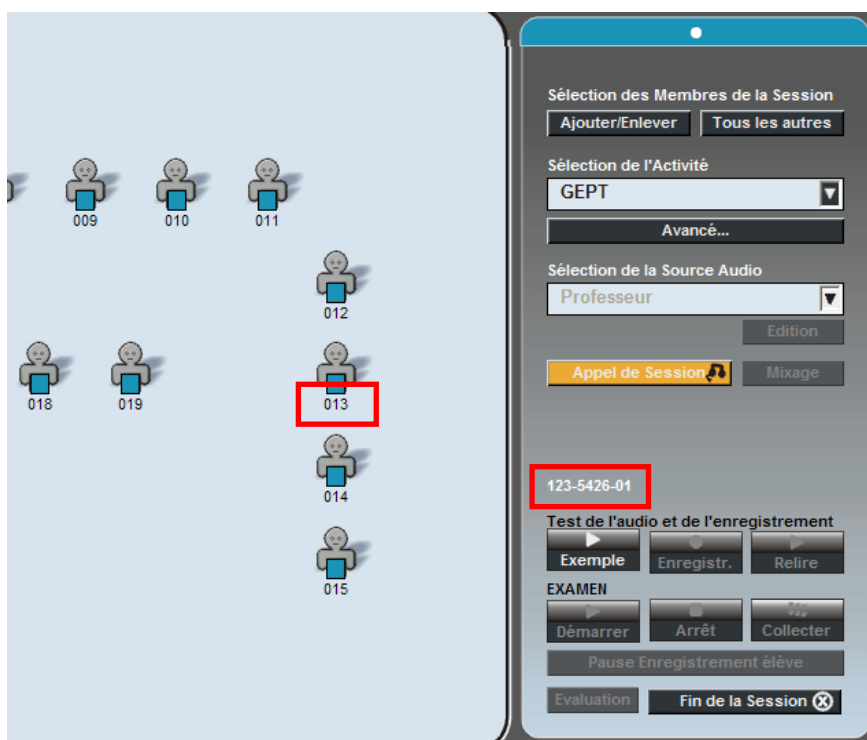 009 010 011
012
018 019 013
014
015
Sélection des Membres de la Session
Ajouter/Enlever Tous les autres
Sélection de l'Activité
GEPT
Avancé...
Sélection de la Source Audio
Professeur
Edition
Appel de Session Mixage
123-5426-01
Test de l'audio et de l'enregistrement
Exemple Enregistr. Relire
EXAMEN
Démarrer Arrêt Collecter
Pause Enregistrement élève
Evaluation Fin de la Session